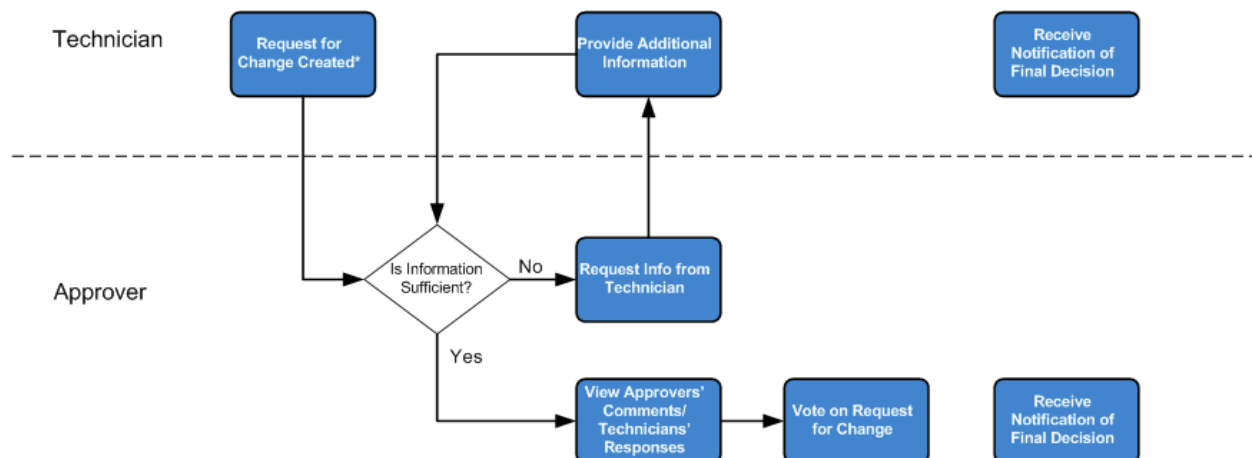 Technician
Request for
Change Created*
Provide Additional
Information
Receive
Notification of
Final Decision
Approver
Is Information
Sufficient?
No
Request Info from
Technician
Yes
View Approvers’
Comments/
Technicians’
Responses
Vote on Request
for Change
Receive
Notification of
Final Decision